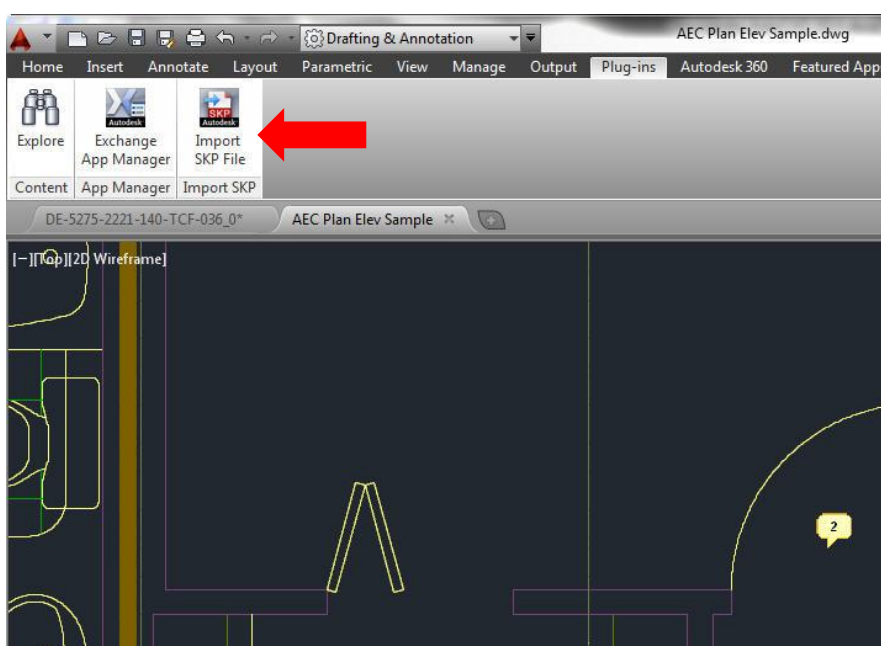 Drafting & Annotation
AEC Plan Elev Sample.dwg
Home Insert Annotate Layout Parametric View Manage Output Plug-ins Autodesk 360 Featured App
SKP
Autodesk Autodesk
Explore Exchange Import
App Manager SKP File
Content App Manager Import SKP
DE-5275-2221-140-TCF-036_0* AEC Plan Elev Sample
[−][Top][2D Wireframe]
2